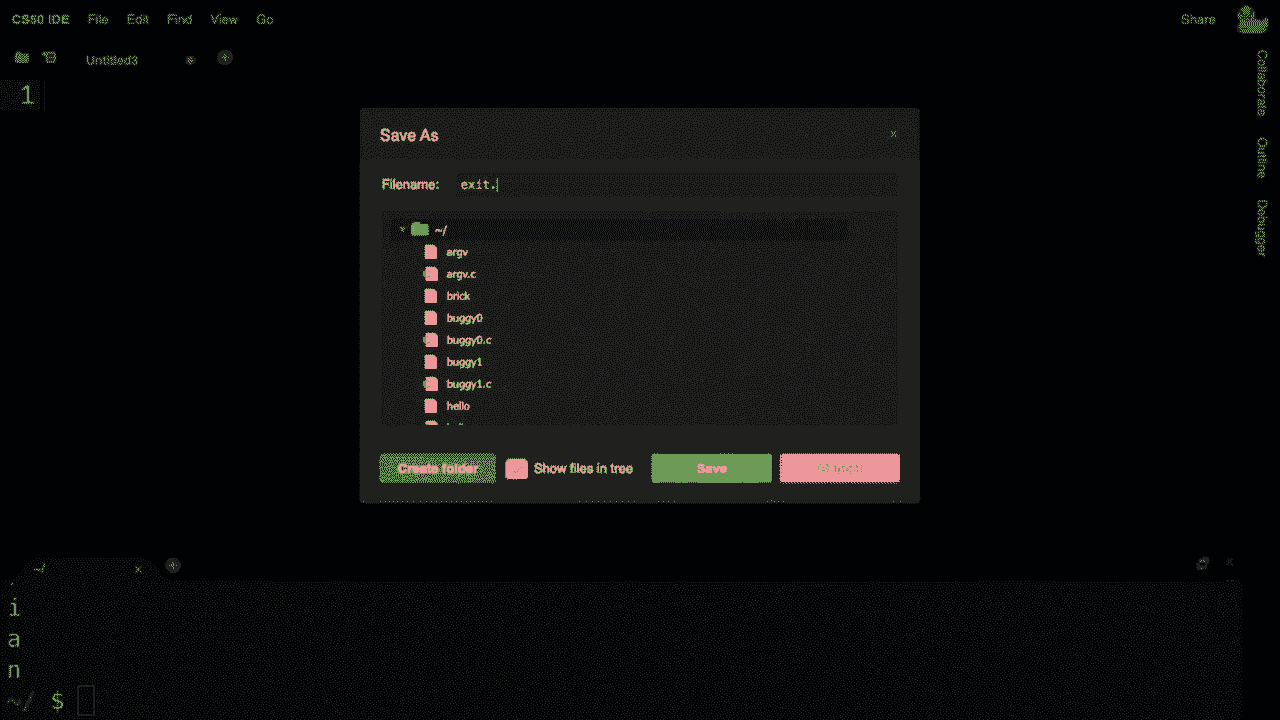 CS50 IDE File Edit Find View Go Share
Untitled3
1
Collaborate
Outline
Debugger
Save As x
Filename: exit.
~/
argv
argv.c
brick
buggy0
buggy0.c
buggy1
buggy1.c
hello
Create folder Show files in tree Save Cancel
~/ x
i
a
n
~/ $